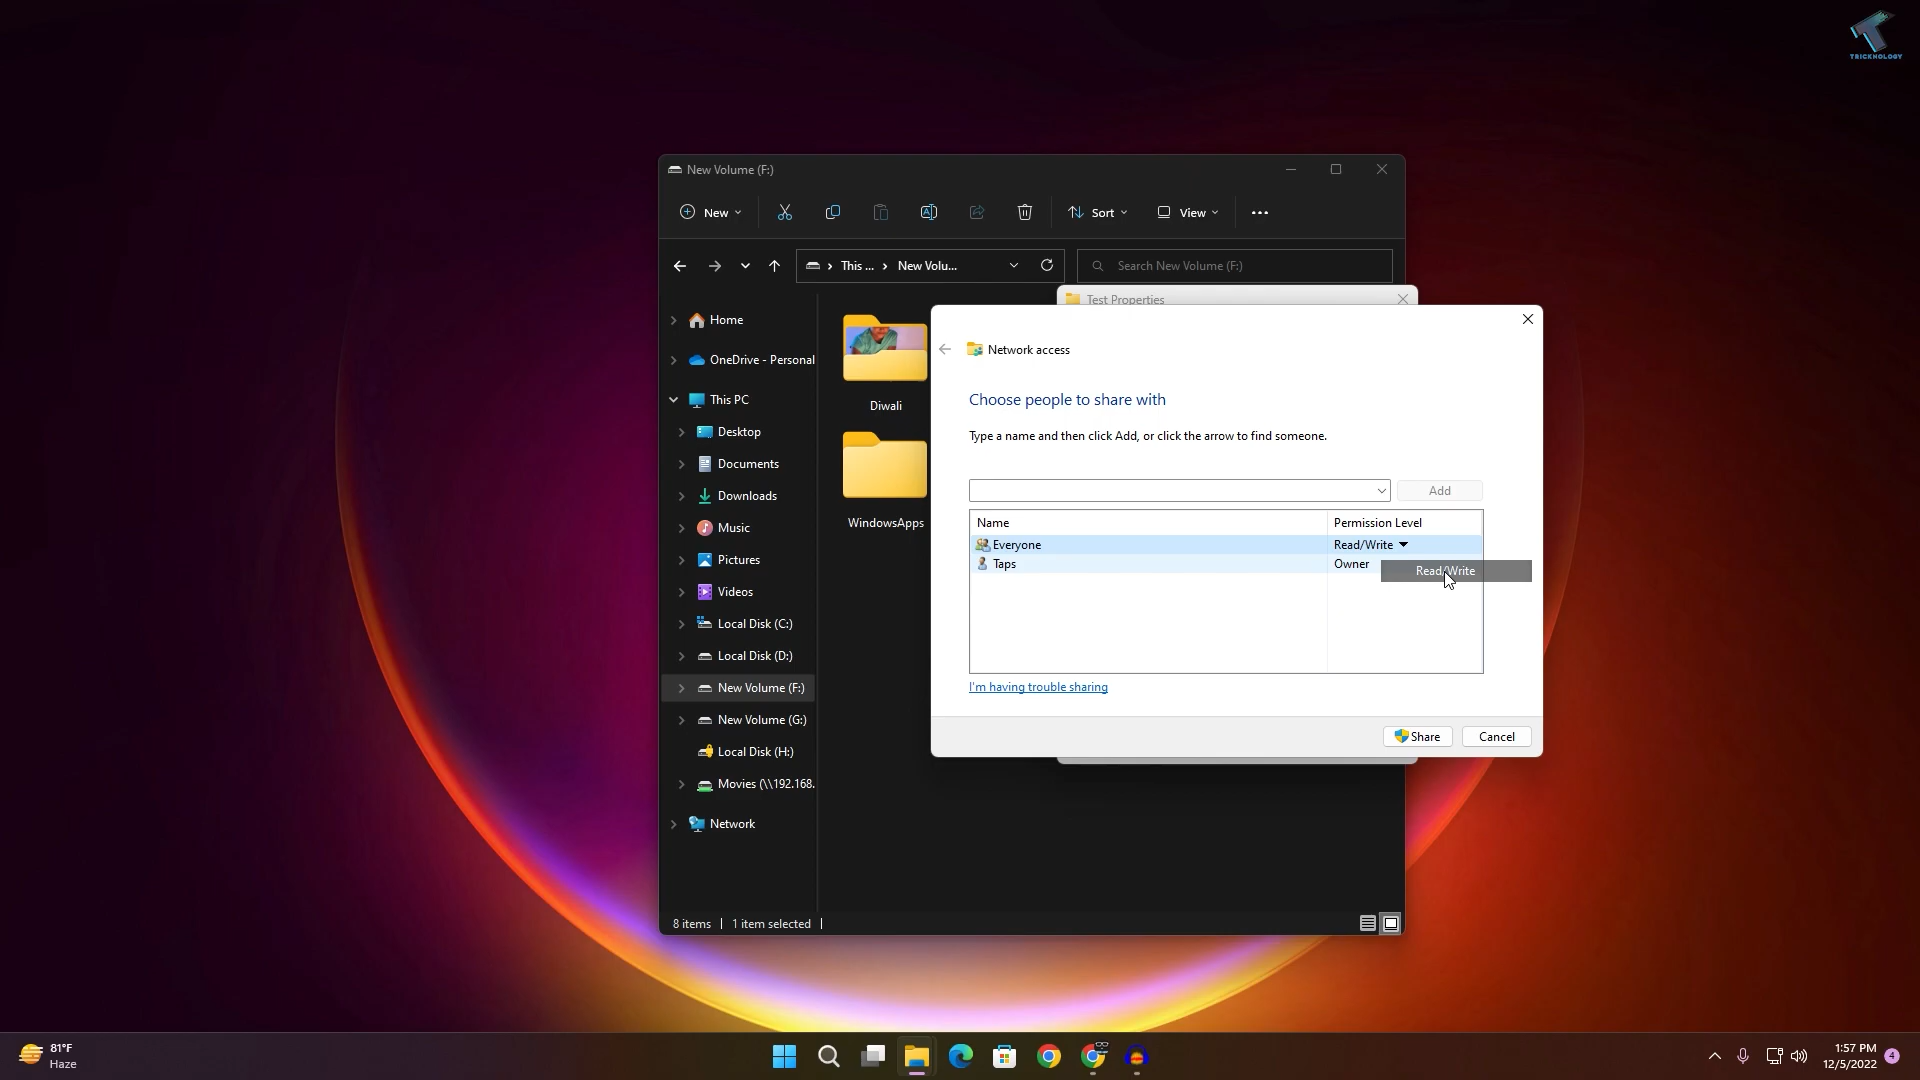 TRICKNOLOGY
New Volume (F:)
New
Sort
View
This ...
New Volu...
Search New Volume (F:)
Test Properties
Home
OneDrive - Personal
This PC
Desktop
Documents
Downloads
Music
Pictures
Videos
Local Disk (C:)
Local Disk (D:)
New Volume (F:)
New Volume (G:)
Local Disk (H:)
Movies (\\192.168.
Network
Diwali
WindowsApps
Network access
Choose people to share with
Type a name and then click Add, or click the arrow to find someone.
Add
Name Permission Level
Everyone Read/Write
Taps Owner
Read/Write
I'm having trouble sharing
Share Cancel
8 items 1 item selected
81°F
Haze
1:57 PM
12/5/2022
4